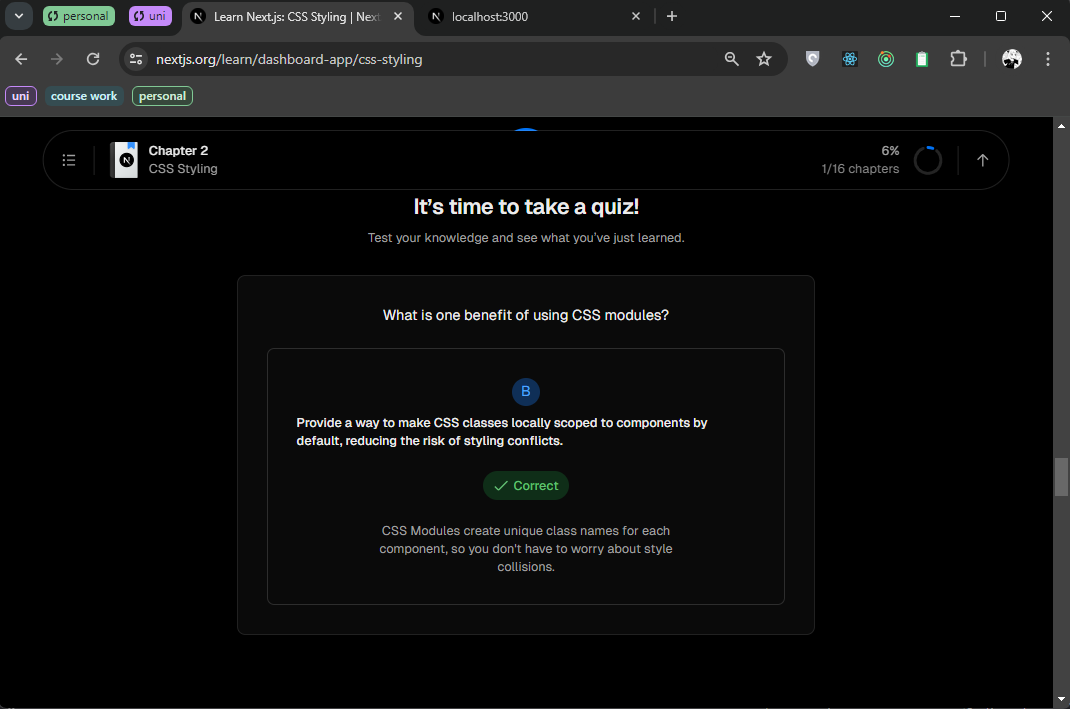 personal
uni
Learn Next.js: CSS Styling | Next
localhost:3000
nextjs.org/learn/dashboard-app/css-styling
uni
course work
personal
Chapter 2
CSS Styling
6%
1/16 chapters
It's time to take a quiz!
Test your knowledge and see what you've just learned.
What is one benefit of using CSS modules?
B
Provide a way to make CSS classes locally scoped to components by
default, reducing the risk of styling conflicts.
Correct
CSS Modules create unique class names for each
component, so you don't have to worry about style
collisions.